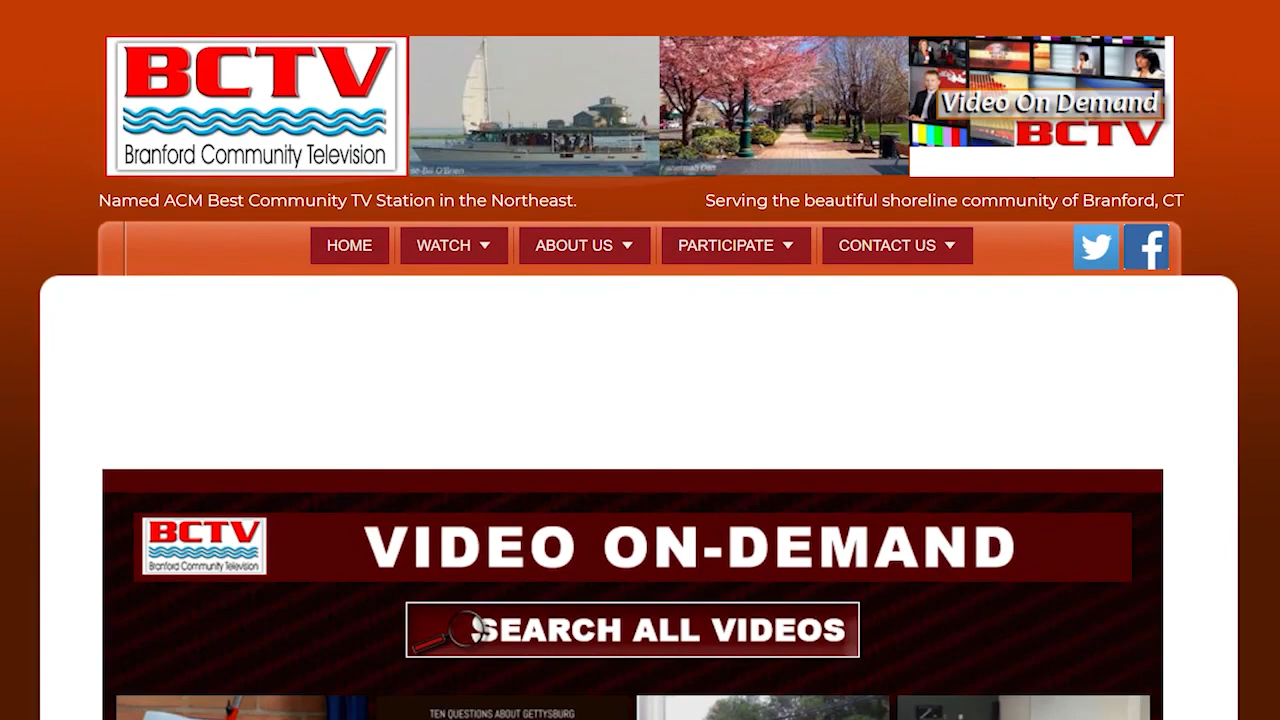 BCTV
Branford Community Television
Video On Demand
BCTV
Named ACM Best Community TV Station in the Northeast.
Serving the beautiful shoreline community of Branford, CT
HOME
WATCH
ABOUT US
PARTICIPATE
CONTACT US
BCTV
Branford Community Television
VIDEO ON-DEMAND
SEARCH ALL VIDEOS
TEN QUESTIONS ABOUT GETTYSBURG